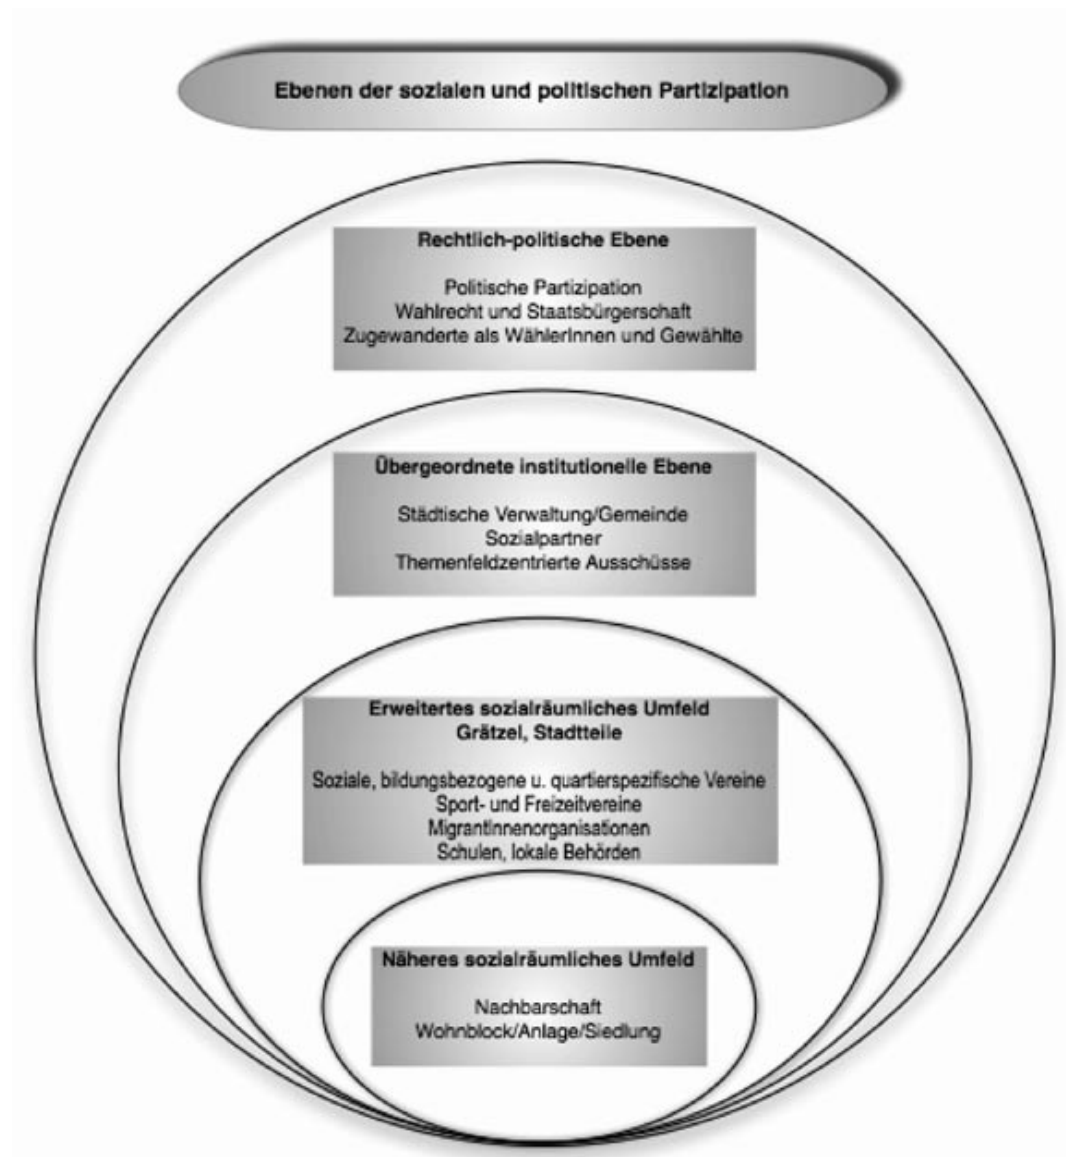 Ebenen der sozialen und politischen Partizipation
Rechtlich-politische Ebene
Politische Partizipation
Wahlrecht und Staatsbürgerschaft
Zugewanderte als WählerInnen und Gewählte
Übergeordnete institutionelle Ebene
Städtische Verwaltung/Gemeinde
Sozialpartner
Themenfeldzentrierte Ausschüsse
Erweitertes sozialräumliches Umfeld
Grätzel, Stadtteile
Soziale, bildungsbezogene u. quartierspezifische Vereine
Sport- und Freizeitvereine
MigrantInnenorganisationen
Schulen, lokale Behörden
Näheres sozialräumliches Umfeld
Nachbarschaft
Wohnblock/Anlage/Siedlung